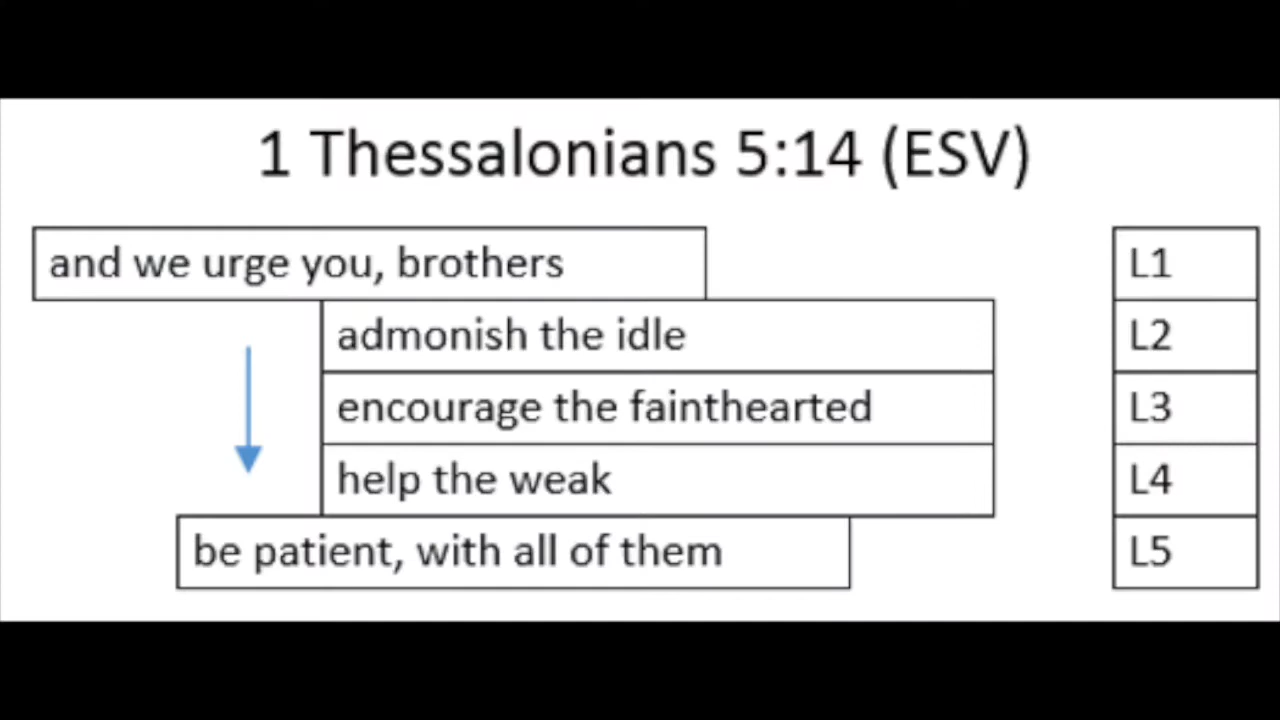 1 Thessalonians 5:14 (ESV)
and we urge you, brothers L1
admonish the idle L2
encourage the fainthearted L3
help the weak L4
be patient, with all of them L5